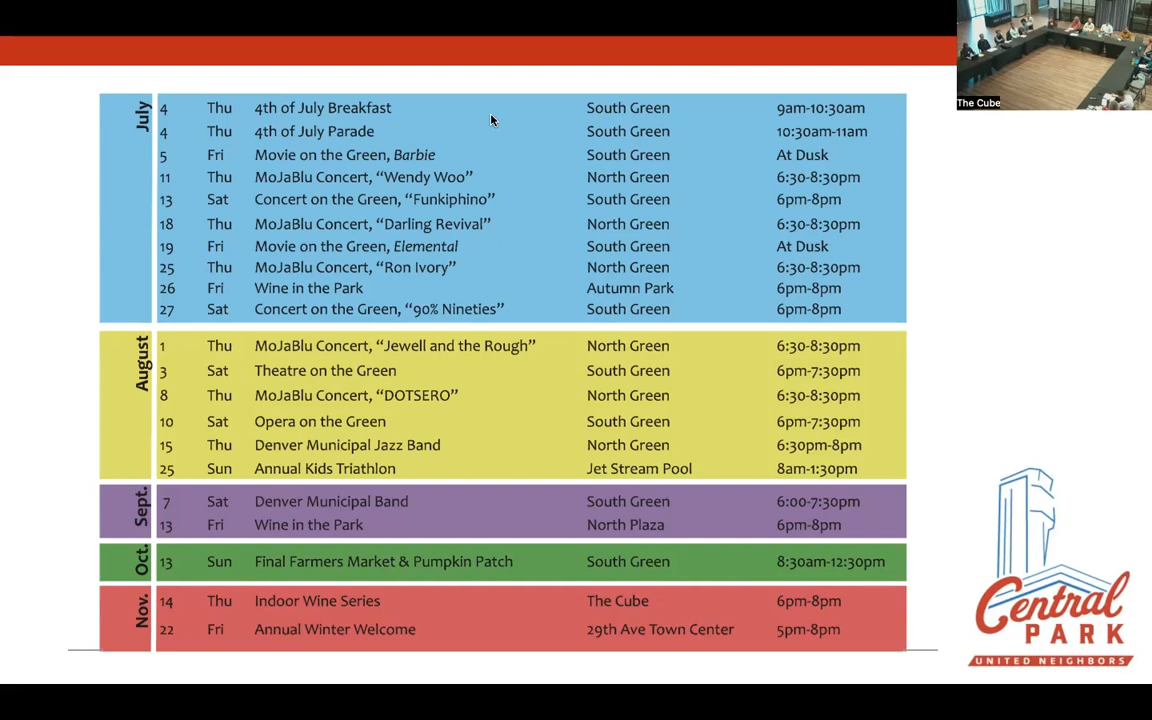 The Cube
July
4 Thu 4th of July Breakfast South Green 9am-10:30am
4 Thu 4th of July Parade South Green 10:30am-11am
5 Fri Movie on the Green, Barbie South Green At Dusk
11 Thu MoJaBlu Concert, “Wendy Woo” North Green 6:30-8:30pm
13 Sat Concert on the Green, “Funkiphino” South Green 6pm-8pm
18 Thu MoJaBlu Concert, “Darling Revival” North Green 6:30-8:30pm
19 Fri Movie on the Green, Elemental South Green At Dusk
25 Thu MoJaBlu Concert, “Ron Ivory” North Green 6:30-8:30pm
26 Fri Wine in the Park Autumn Park 6pm-8pm
27 Sat Concert on the Green, “90% Nineties” South Green 6pm-8pm
August
1 Thu MoJaBlu Concert, “Jewell and the Rough” North Green 6:30-8:30pm
3 Sat Theatre on the Green South Green 6pm-7:30pm
8 Thu MoJaBlu Concert, “DOTSERO” North Green 6:30-8:30pm
10 Sat Opera on the Green South Green 6pm-7:30pm
15 Thu Denver Municipal Jazz Band North Green 6:30pm-8pm
25 Sun Annual Kids Triathlon Jet Stream Pool 8am-1:30pm
Sept.
7 Sat Denver Municipal Band South Green 6:00-7:30pm
13 Fri Wine in the Park North Plaza 6pm-8pm
Oct.
13 Sun Final Farmers Market & Pumpkin Patch South Green 8:30am-12:30pm
Nov.
14 Thu Indoor Wine Series The Cube 6pm-8pm
22 Fri Annual Winter Welcome 29th Ave Town Center 5pm-8pm
Central
PARK
UNITED NEIGHBORS